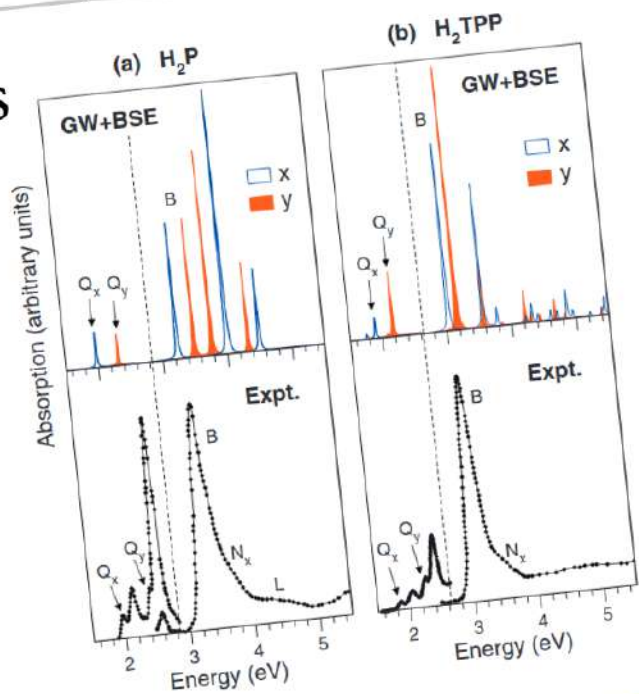 s
(a) H₂P
(b) H₂TPP
GW+BSE
B
x
y
Qx Qy
GW+BSE
B
x
y
Qy
Qx
Absorption (arbitrary units)
Expt.
B
Qy
Qx
Nx
L
Expt.
B
Qy
Qx
Nx
2 3 4 5
Energy (eV)
2 3 4 5
Energy (eV)